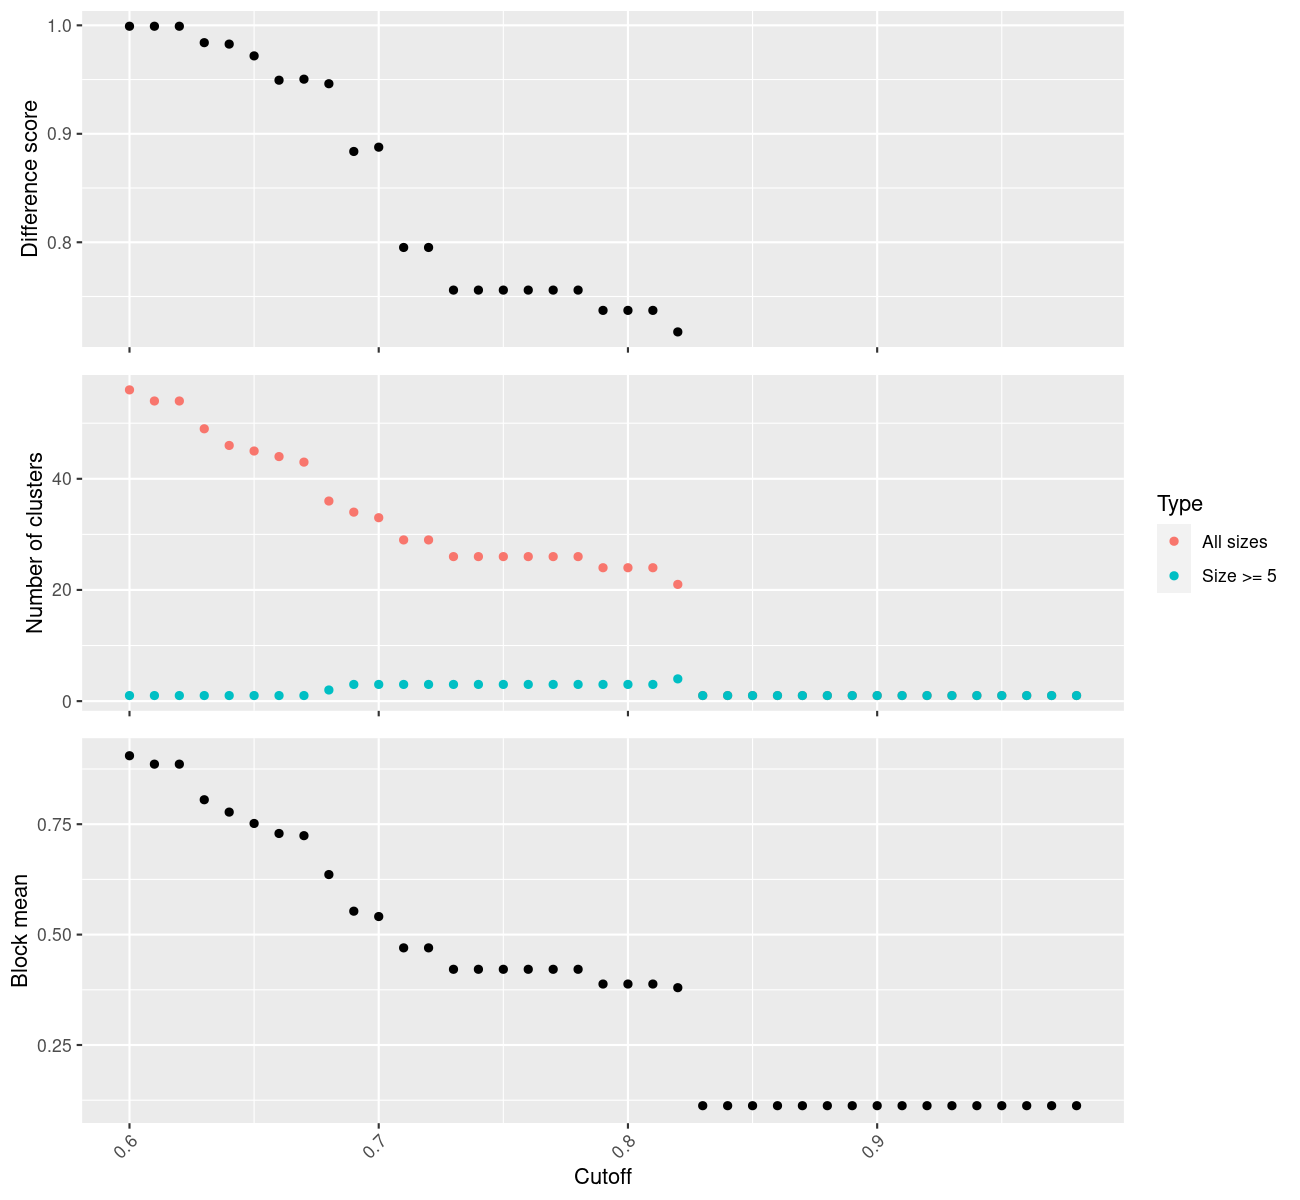 Difference score
1.0
0.9
0.8
Number of clusters
40
20
0
Type
All sizes
Size >= 5
Block mean
0.75
0.50
0.25
0.6
0.7
0.8
0.9
Cutoff